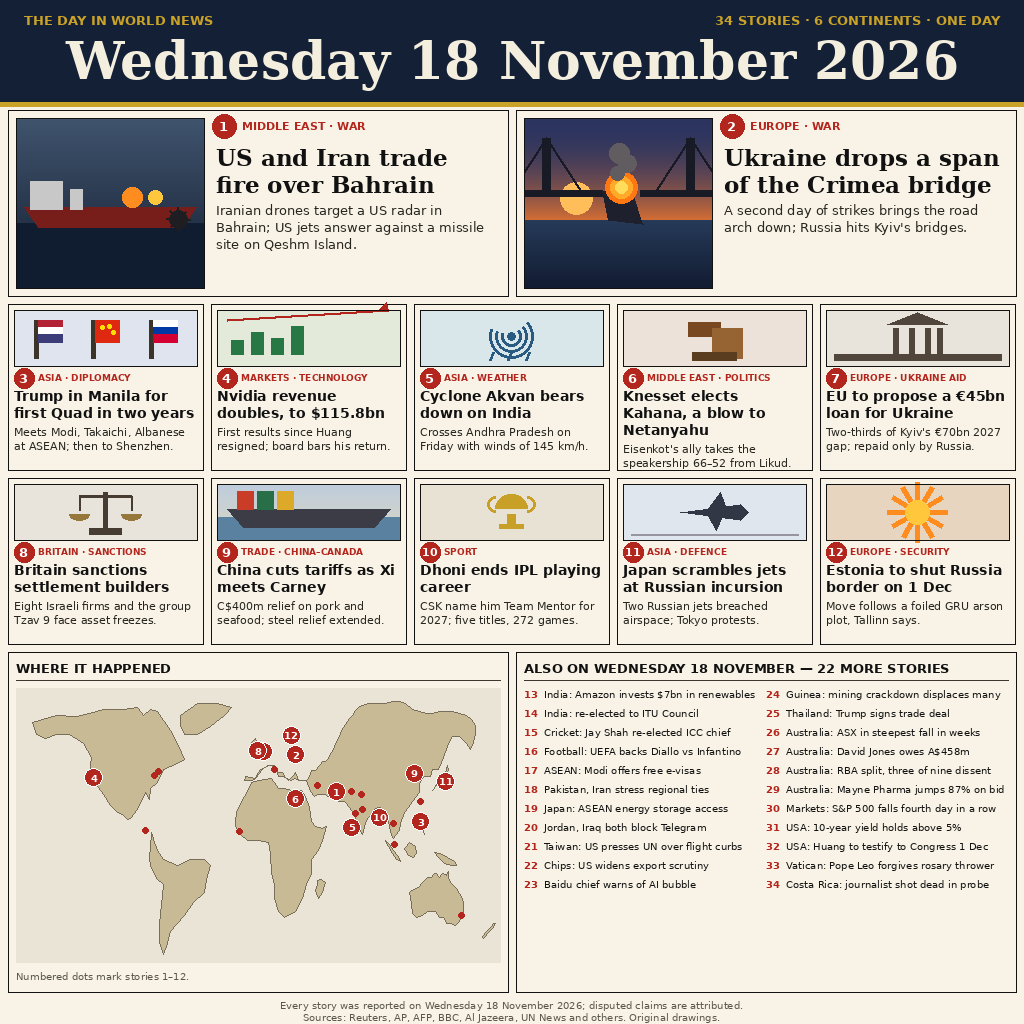 THE DAY IN WORLD NEWS
34 STORIES · 6 CONTINENTS · ONE DAY
Wednesday 18 November 2026
1 MIDDLE EAST · WAR
US and Iran trade
fire over Bahrain
Iranian drones target a US radar in
Bahrain; US jets answer against a missile
site on Qeshm Island.
2 EUROPE · WAR
Ukraine drops a span
of the Crimea bridge
A second day of strikes brings the road
arch down; Russia hits Kyiv's bridges.
3 ASIA · DIPLOMACY
Trump in Manila for
first Quad in two years
Meets Modi, Takaichi, Albanese
at ASEAN; then to Shenzhen.
4 MARKETS · TECHNOLOGY
Nvidia revenue
doubles, to $115.8bn
First results since Huang
resigned; board bars his return.
5 ASIA · WEATHER
Cyclone Akvan bears
down on India
Crosses Andhra Pradesh on
Friday with winds of 145 km/h.
6 MIDDLE EAST · POLITICS
Knesset elects
Kahana, a blow to
Netanyahu
Eisenkot's ally takes the
speakership 66–52 from Likud.
7 EUROPE · UKRAINE AID
EU to propose a €45bn
loan for Ukraine
Two-thirds of Kyiv's €70bn 2027
gap; repaid only by Russia.
8 BRITAIN · SANCTIONS
Britain sanctions
settlement builders
Eight Israeli firms and the group
Tzav 9 face asset freezes.
9 TRADE · CHINA–CANADA
China cuts tariffs as Xi
meets Carney
C$400m relief on pork and
seafood; steel relief extended.
10 SPORT
Dhoni ends IPL playing
career
CSK name him Team Mentor for
2027; five titles, 272 games.
11 ASIA · DEFENCE
Japan scrambles jets
at Russian incursion
Two Russian jets breached
airspace; Tokyo protests.
12 EUROPE · SECURITY
Estonia to shut Russia
border on 1 Dec
Move follows a foiled GRU arson
plot, Tallinn says.
WHERE IT HAPPENED
12
8
2
4
9
11
1
6
10
3
5
Numbered dots mark stories 1–12.
ALSO ON WEDNESDAY 18 NOVEMBER — 22 MORE STORIES
13 India: Amazon invests $7bn in renewables
14 India: re-elected to ITU Council
15 Cricket: Jay Shah re-elected ICC chief
16 Football: UEFA backs Diallo vs Infantino
17 ASEAN: Modi offers free e-visas
18 Pakistan, Iran stress regional ties
19 Japan: ASEAN energy storage access
20 Jordan, Iraq both block Telegram
21 Taiwan: US presses UN over flight curbs
22 Chips: US widens export scrutiny
23 Baidu chief warns of AI bubble
24 Guinea: mining crackdown displaces many
25 Thailand: Trump signs trade deal
26 Australia: ASX in steepest fall in weeks
27 Australia: David Jones owes A$458m
28 Australia: RBA split, three of nine dissent
29 Australia: Mayne Pharma jumps 87% on bid
30 Markets: S&P 500 falls fourth day in a row
31 USA: 10-year yield holds above 5%
32 USA: Huang to testify to Congress 1 Dec
33 Vatican: Pope Leo forgives rosary thrower
34 Costa Rica: journalist shot dead in probe
Every story was reported on Wednesday 18 November 2026; disputed claims are attributed.
Sources: Reuters, AP, AFP, BBC, Al Jazeera, UN News and others. Original drawings.